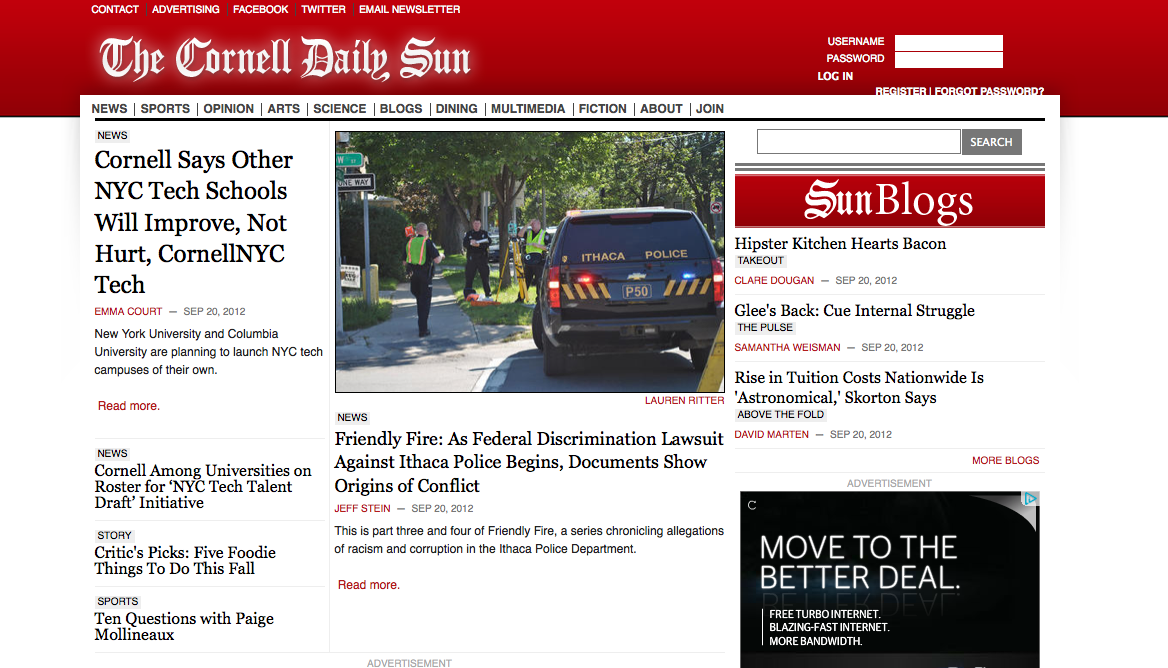 CONTACT
ADVERTISING
FACEBOOK
TWITTER
EMAIL NEWSLETTER
The Cornell Daily Sun
USERNAME
PASSWORD
LOG IN
REGISTER | FORGOT PASSWORD?
NEWS | SPORTS | OPINION | ARTS | SCIENCE | BLOGS | DINING | MULTIMEDIA | FICTION | ABOUT | JOIN
NEWS
Cornell Says Other
NYC Tech Schools
Will Improve, Not
Hurt, CornellNYC
Tech
EMMA COURT — SEP 20, 2012
New York University and Columbia
University are planning to launch NYC tech
campuses of their own.
Read more.
NEWS
Cornell Among Universities on
Roster for ‘NYC Tech Talent
Draft’ Initiative
STORY
Critic's Picks: Five Foodie
Things To Do This Fall
SPORTS
Ten Questions with Paige
Mollineaux
ONE WAY
ITHACA POLICE
P50
LAUREN RITTER
NEWS
Friendly Fire: As Federal Discrimination Lawsuit
Against Ithaca Police Begins, Documents Show
Origins of Conflict
JEFF STEIN — SEP 20, 2012
This is part three and four of Friendly Fire, a series chronicling allegations
of racism and corruption in the Ithaca Police Department.
Read more.
ADVERTISEMENT
SEARCH
Sun Blogs
Hipster Kitchen Hearts Bacon
TAKEOUT
CLARE DOUGAN — SEP 20, 2012
Glee's Back: Cue Internal Struggle
THE PULSE
SAMANTHA WEISMAN — SEP 20, 2012
Rise in Tuition Costs Nationwide Is
'Astronomical,' Skorton Says
ABOVE THE FOLD
DAVID MARTEN — SEP 20, 2012
MORE BLOGS
ADVERTISEMENT
MOVE TO THE
BETTER DEAL.
FREE TURBO INTERNET.
BLAZING-FAST INTERNET.
MORE BANDWIDTH.